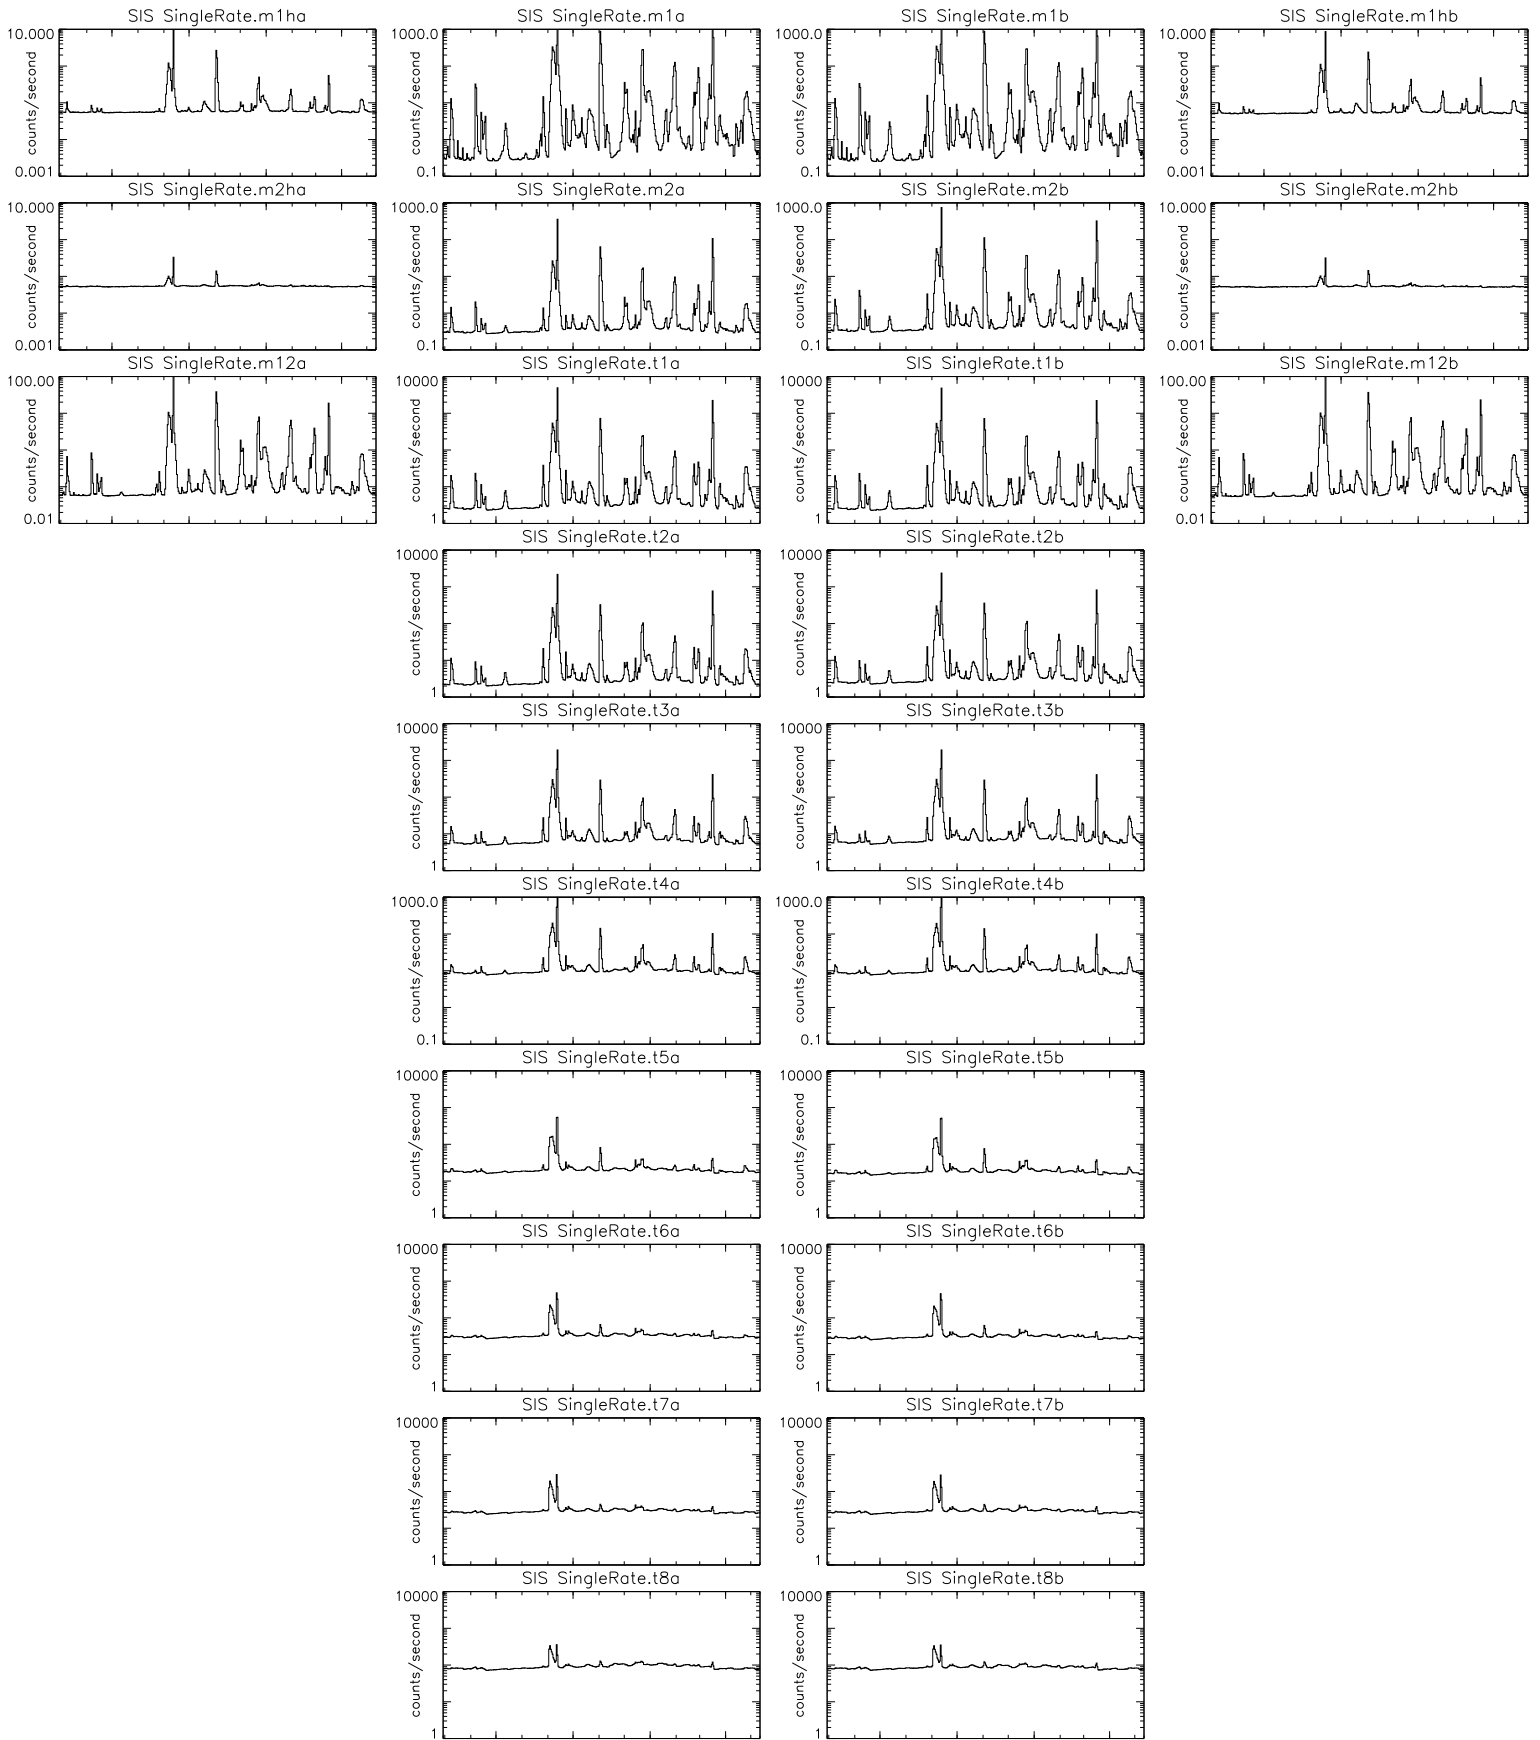 SIS SingleRate.m1ha SIS SingleRate.m1a SIS SingleRate.m1b SIS SingleRate.m1hb
10.000 1000.0 1000.0 10.000
counts/second counts/second counts/second counts/second
0.001 0.1 0.1 0.001
SIS SingleRate.m2ha SIS SingleRate.m2a SIS SingleRate.m2b SIS SingleRate.m2hb
10.000 1000.0 1000.0 10.000
counts/second counts/second counts/second counts/second
0.001 0.1 0.1 0.001
SIS SingleRate.m12a SIS SingleRate.t1a SIS SingleRate.t1b SIS SingleRate.m12b
100.00 10000 10000 100.00
counts/second counts/second counts/second counts/second
0.01 1 1 0.01
SIS SingleRate.t2a SIS SingleRate.t2b
10000 10000
counts/second counts/second
1 1
SIS SingleRate.t3a SIS SingleRate.t3b
10000 10000
counts/second counts/second
1 1
SIS SingleRate.t4a SIS SingleRate.t4b
1000.0 1000.0
counts/second counts/second
0.1 0.1
SIS SingleRate.t5a SIS SingleRate.t5b
10000 10000
counts/second counts/second
1 1
SIS SingleRate.t6a SIS SingleRate.t6b
10000 10000
counts/second counts/second
1 1
SIS SingleRate.t7a SIS SingleRate.t7b
10000 10000
counts/second counts/second
1 1
SIS SingleRate.t8a SIS SingleRate.t8b
10000 10000
counts/second counts/second
1 1